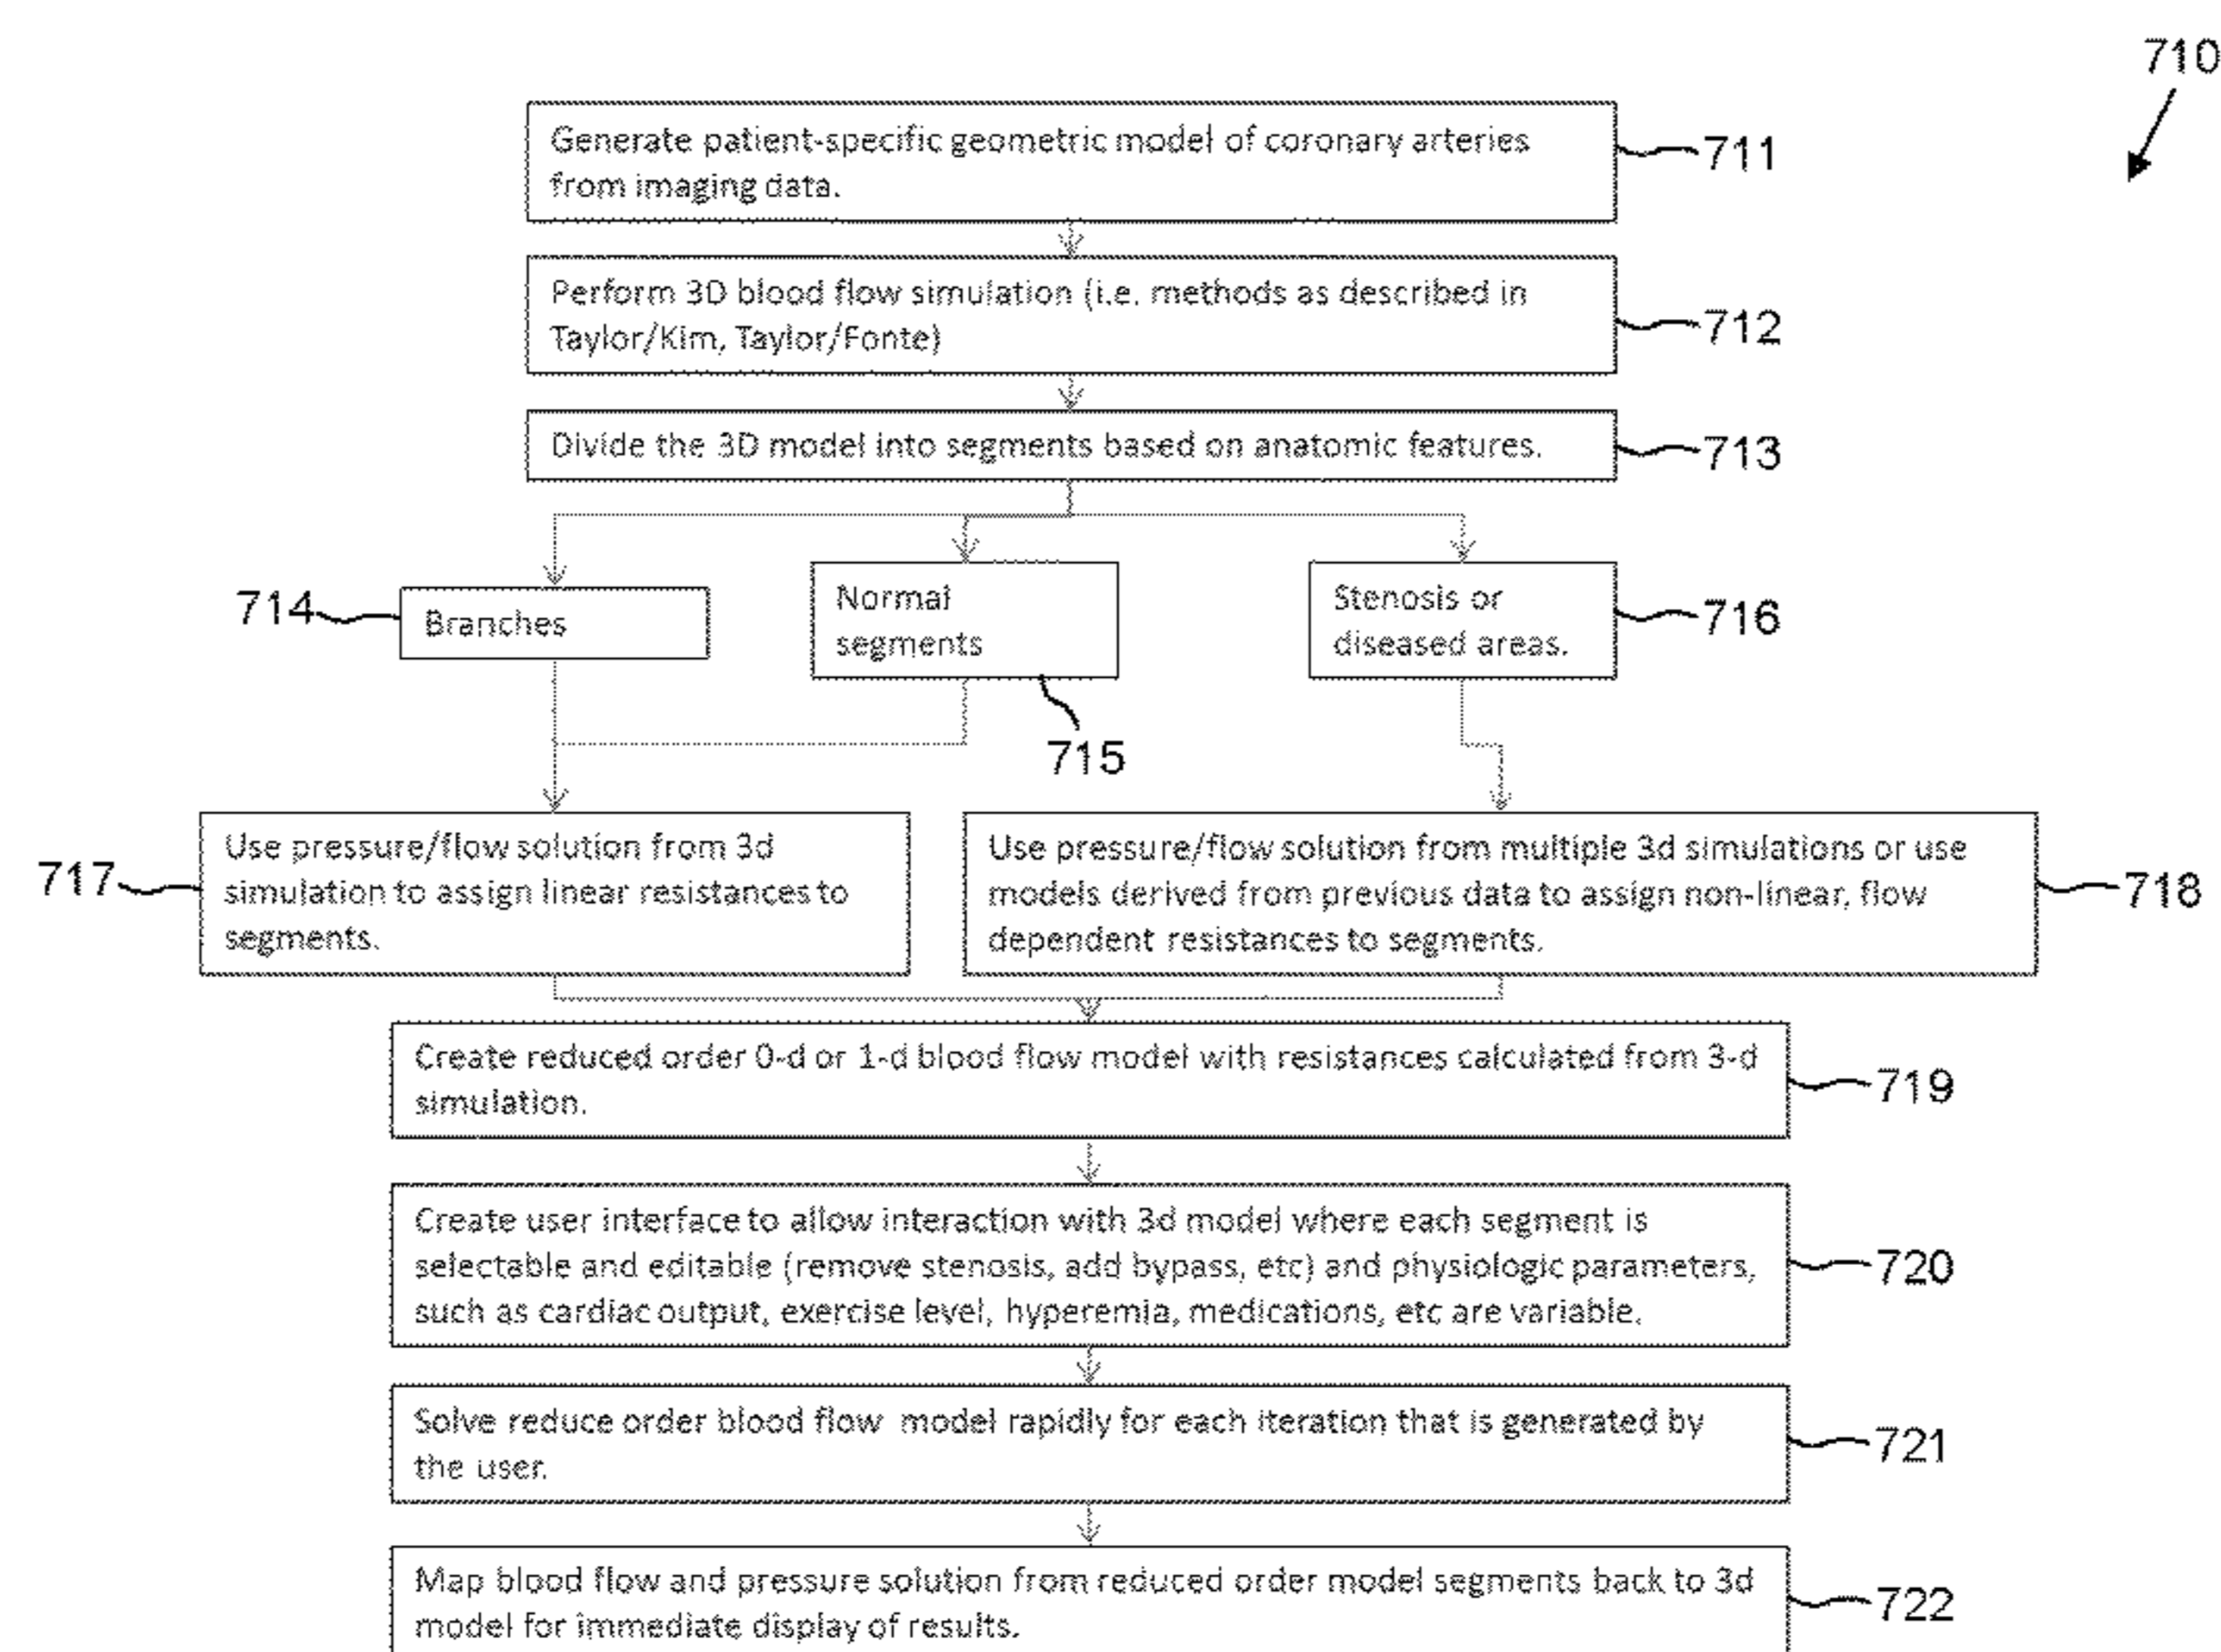 710
Generate patient-specific geometric model of coronary arteries
from imaging data.
711
Perform 3D blood flow simulation (i.e. methods as described in
Taylor/Kim, Taylor/Fonte)
712
Divide the 3D model into segments based on anatomic features.
713
714
Branches
Normal
segments
715
Stenosis or
diseased areas.
716
717
Use pressure/flow solution from 3d
simulation to assign linear resistances to
segments.
Use pressure/flow solution from multiple 3d simulations or use
models derived from previous data to assign non-linear, flow
dependent resistances to segments.
718
Create reduced order 0-d or 1-d blood flow model with resistances calculated from 3-d
simulation.
719
Create user interface to allow interaction with 3d model where each segment is
selectable and editable (remove stenosis, add bypass, etc) and physiologic parameters,
such as cardiac output, exercise level, hyperemia, medications, etc are variable.
720
Solve reduce order blood flow model rapidly for each iteration that is generated by
the user.
721
Map blood flow and pressure solution from reduced order model segments back to 3d
model for immediate display of results.
722